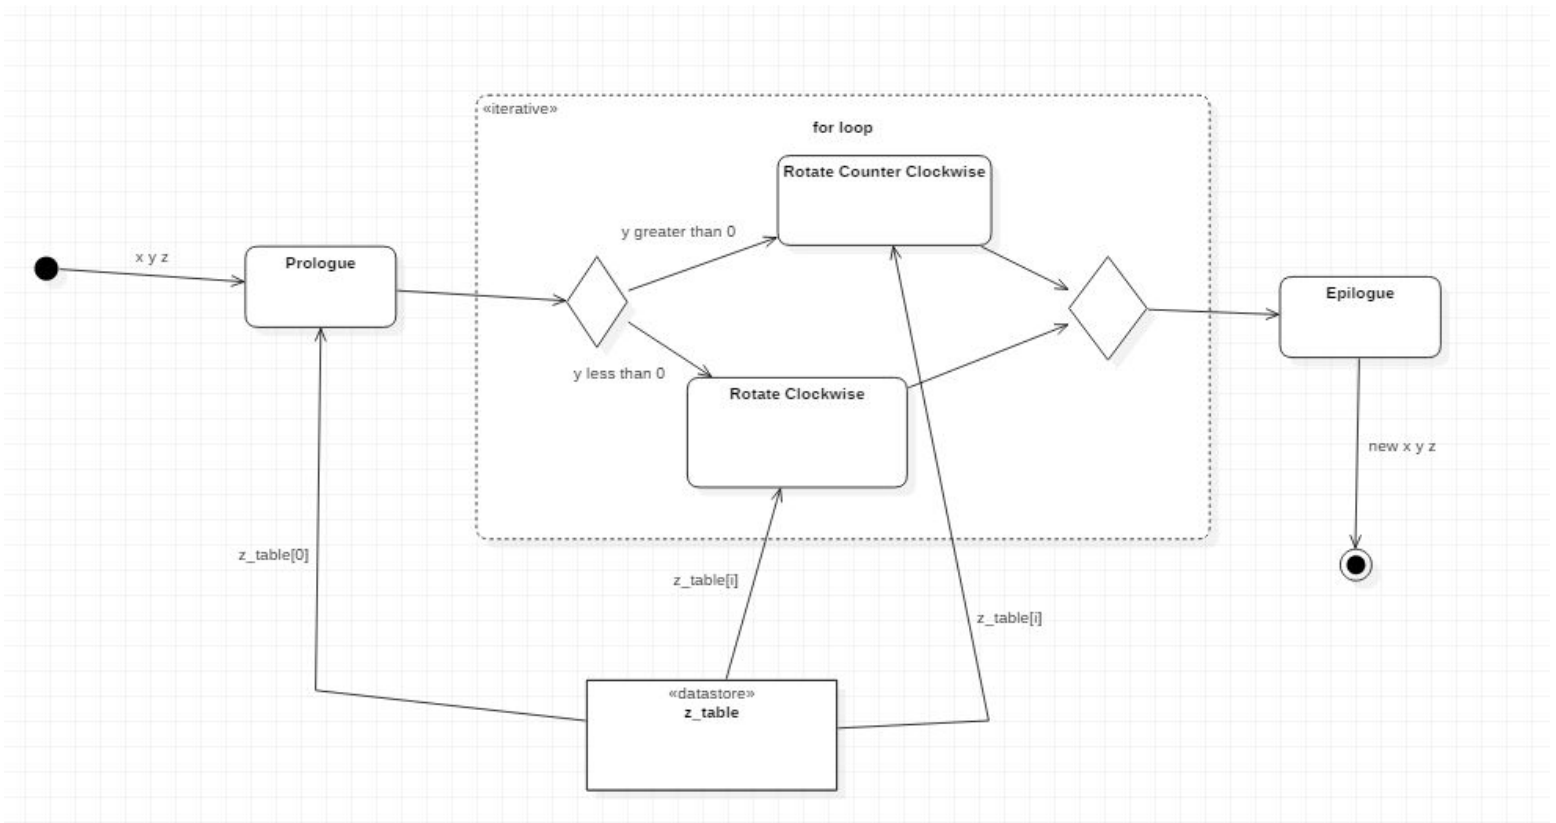 «iterative»
for loop
Rotate Counter Clockwise
y greater than 0
x y z
Prologue
Epilogue
y less than 0
Rotate Clockwise
new x y z
z_table[0]
z_table[i]
z_table[i]
«datastore»
z_table